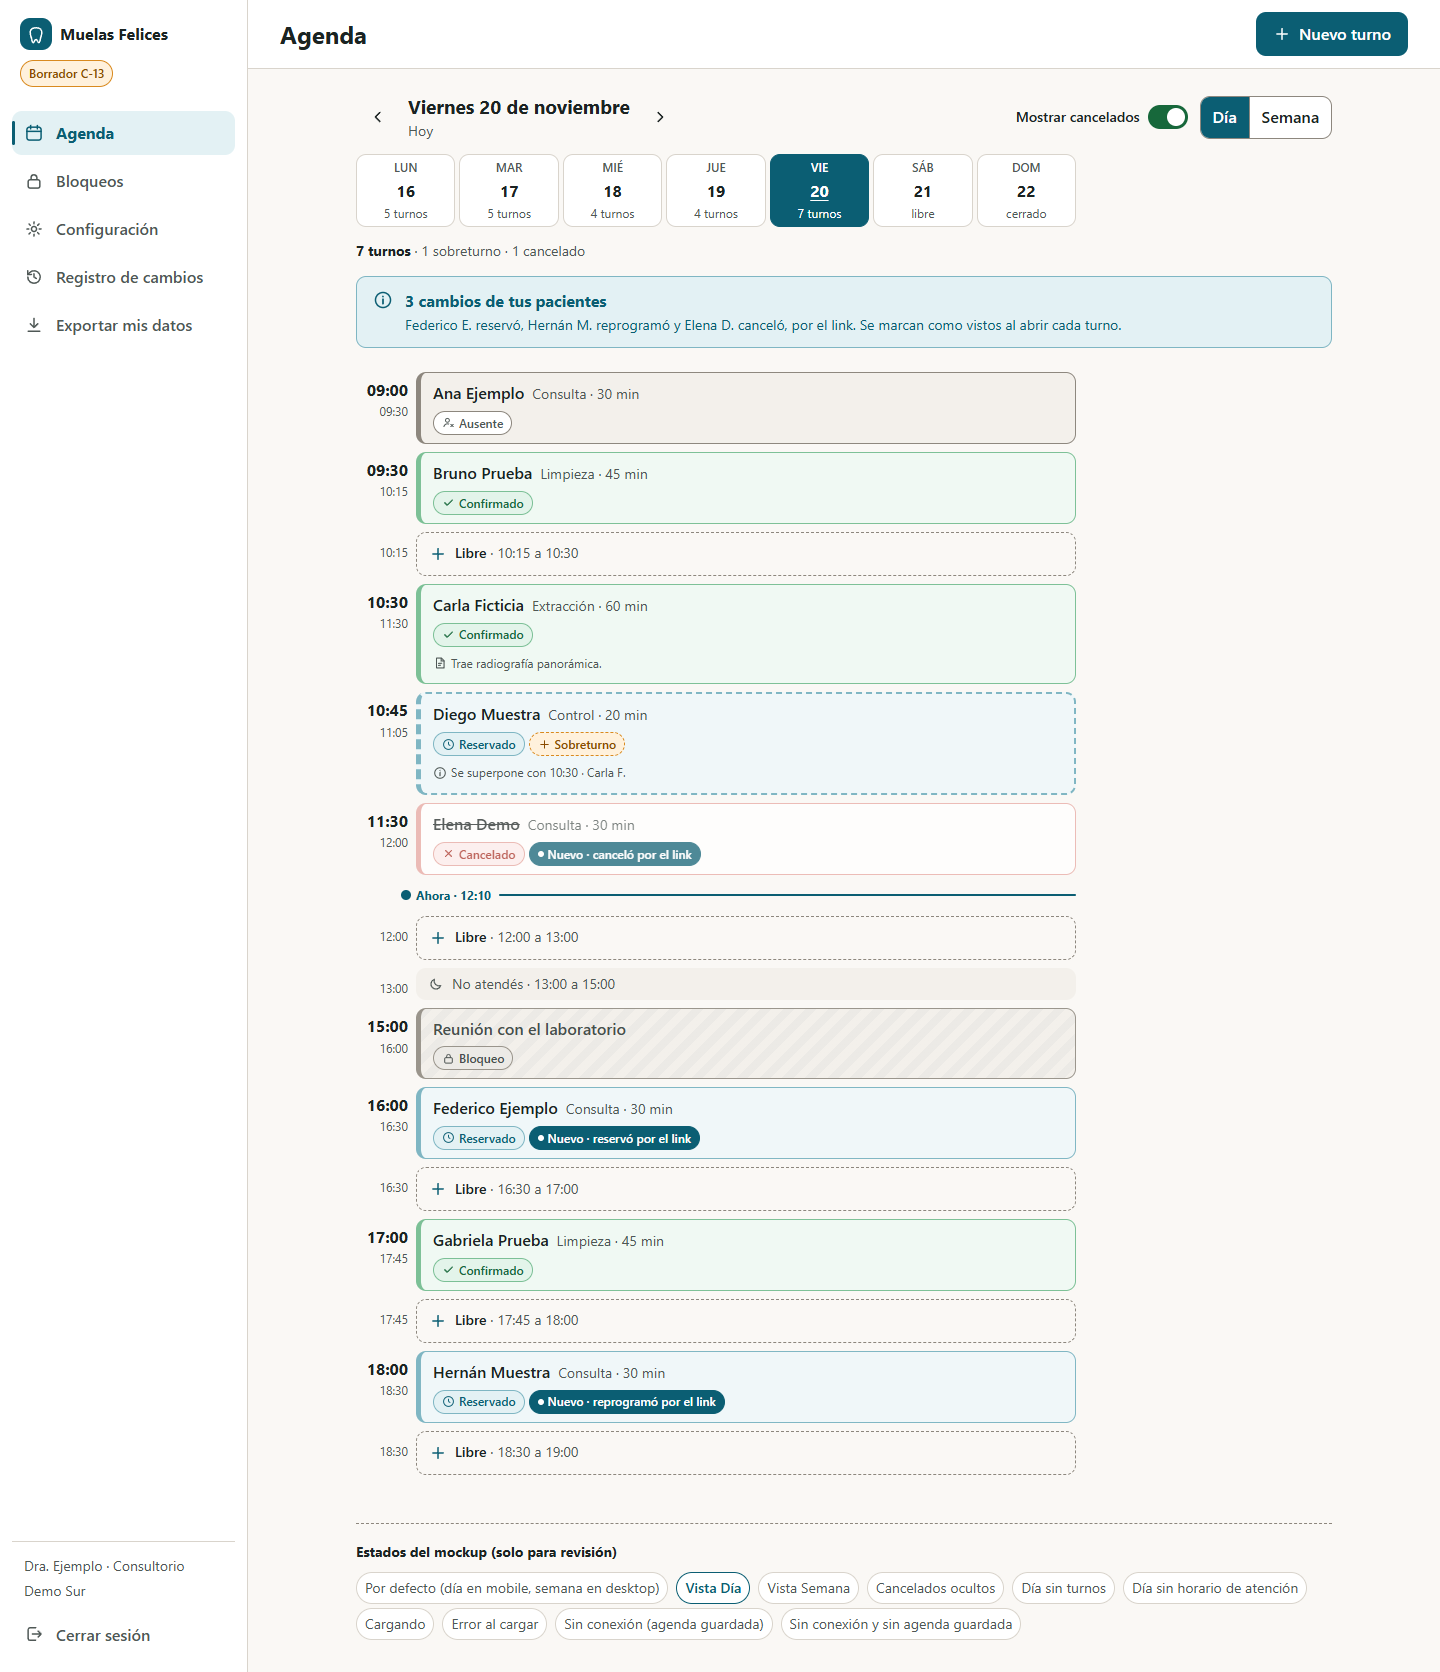 Muelas Felices
Borrador C-13
Agenda
Bloqueos
Configuración
Registro de cambios
Exportar mis datos
Dra. Ejemplo · Consultorio
Demo Sur
Cerrar sesión
Agenda
+ Nuevo turno
Viernes 20 de noviembre
Hoy
Mostrar cancelados
Día Semana
LUN 16 5 turnos
MAR 17 5 turnos
MIÉ 18 4 turnos
JUE 19 4 turnos
VIE 20 7 turnos
SÁB 21 libre
DOM 22 cerrado
7 turnos · 1 sobreturno · 1 cancelado
3 cambios de tus pacientes
Federico E. reservó, Hernán M. reprogramó y Elena D. canceló, por el link. Se marcan como vistos al abrir cada turno.
09:00 Ana Ejemplo Consulta · 30 min
09:30 Ausente
09:30 Bruno Prueba Limpieza · 45 min
10:15 Confirmado
10:15 + Libre · 10:15 a 10:30
10:30 Carla Ficticia Extracción · 60 min
11:30 Confirmado
Trae radiografía panorámica.
10:45 Diego Muestra Control · 20 min
11:05 Reservado + Sobreturno
Se superpone con 10:30 · Carla F.
11:30 Elena Demo Consulta · 30 min
12:00 Cancelado Nuevo · canceló por el link
Ahora · 12:10
12:00 + Libre · 12:00 a 13:00
13:00 No atendés · 13:00 a 15:00
15:00 Reunión con el laboratorio
16:00 Bloqueo
16:00 Federico Ejemplo Consulta · 30 min
16:30 Reservado Nuevo · reservó por el link
16:30 + Libre · 16:30 a 17:00
17:00 Gabriela Prueba Limpieza · 45 min
17:45 Confirmado
17:45 + Libre · 17:45 a 18:00
18:00 Hernán Muestra Consulta · 30 min
18:30 Reservado Nuevo · reprogramó por el link
18:30 + Libre · 18:30 a 19:00
Estados del mockup (solo para revisión)
Por defecto (día en mobile, semana en desktop) Vista Día Vista Semana Cancelados ocultos Día sin turnos Día sin horario de atención
Cargando Error al cargar Sin conexión (agenda guardada) Sin conexión y sin agenda guardada